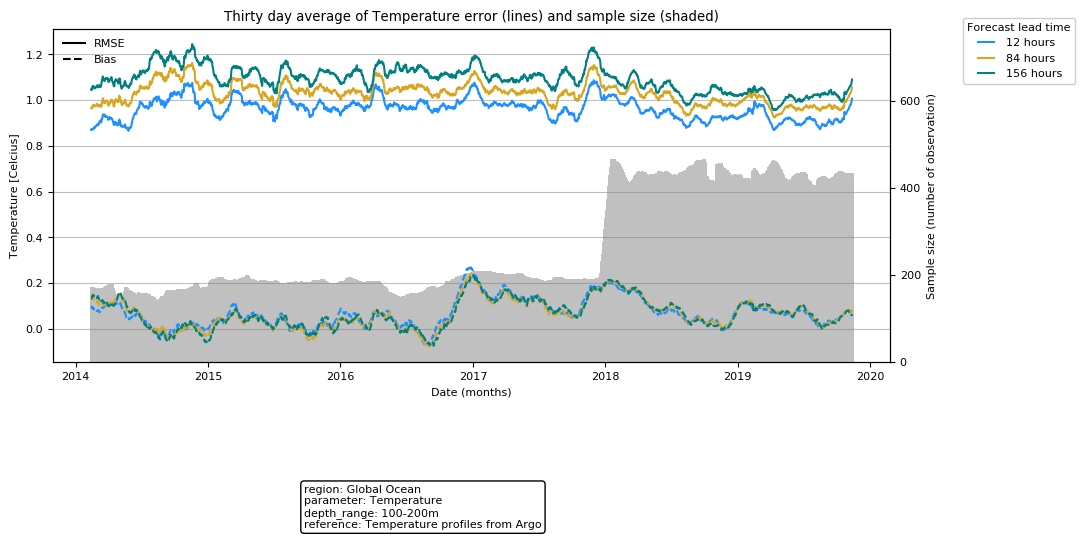 Thirty day average of Temperature error (lines) and sample size (shaded)
RMSE
Bias
Forecast lead time
12 hours
84 hours
156 hours
Temperature [Celcius]
1.2
1.0
0.8
0.6
0.4
0.2
0.0
Sample size (number of observation)
600
400
200
0
2014
2015
2016
2017
2018
2019
2020
Date (months)
region: Global Ocean
parameter: Temperature
depth_range: 100-200m
reference: Temperature profiles from Argo